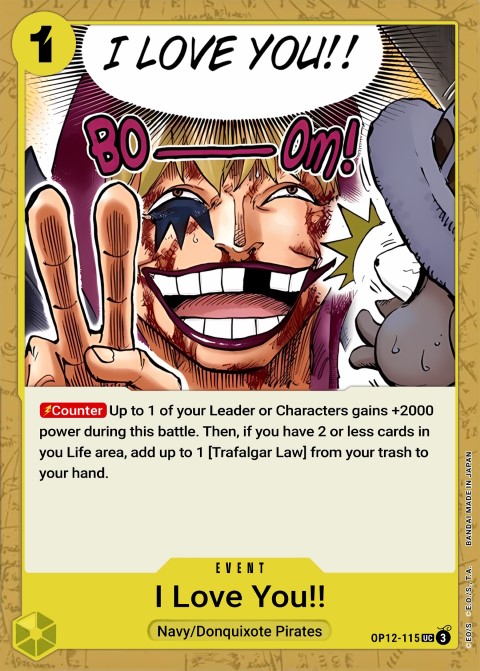 1
I LOVE YOU!!
BO — Om!
⚡Counter Up to 1 of your Leader or Characters gains +2000
power during this battle. Then, if you have 2 or less cards in
you Life area, add up to 1 [Trafalgar Law] from your trash to
your hand.
EVENT
I Love You!!
Navy/Donquixote Pirates
OP12-115 UC 3
©E.O./S. ©E.O./S.,T.A. BANDAI MADE IN JAPAN